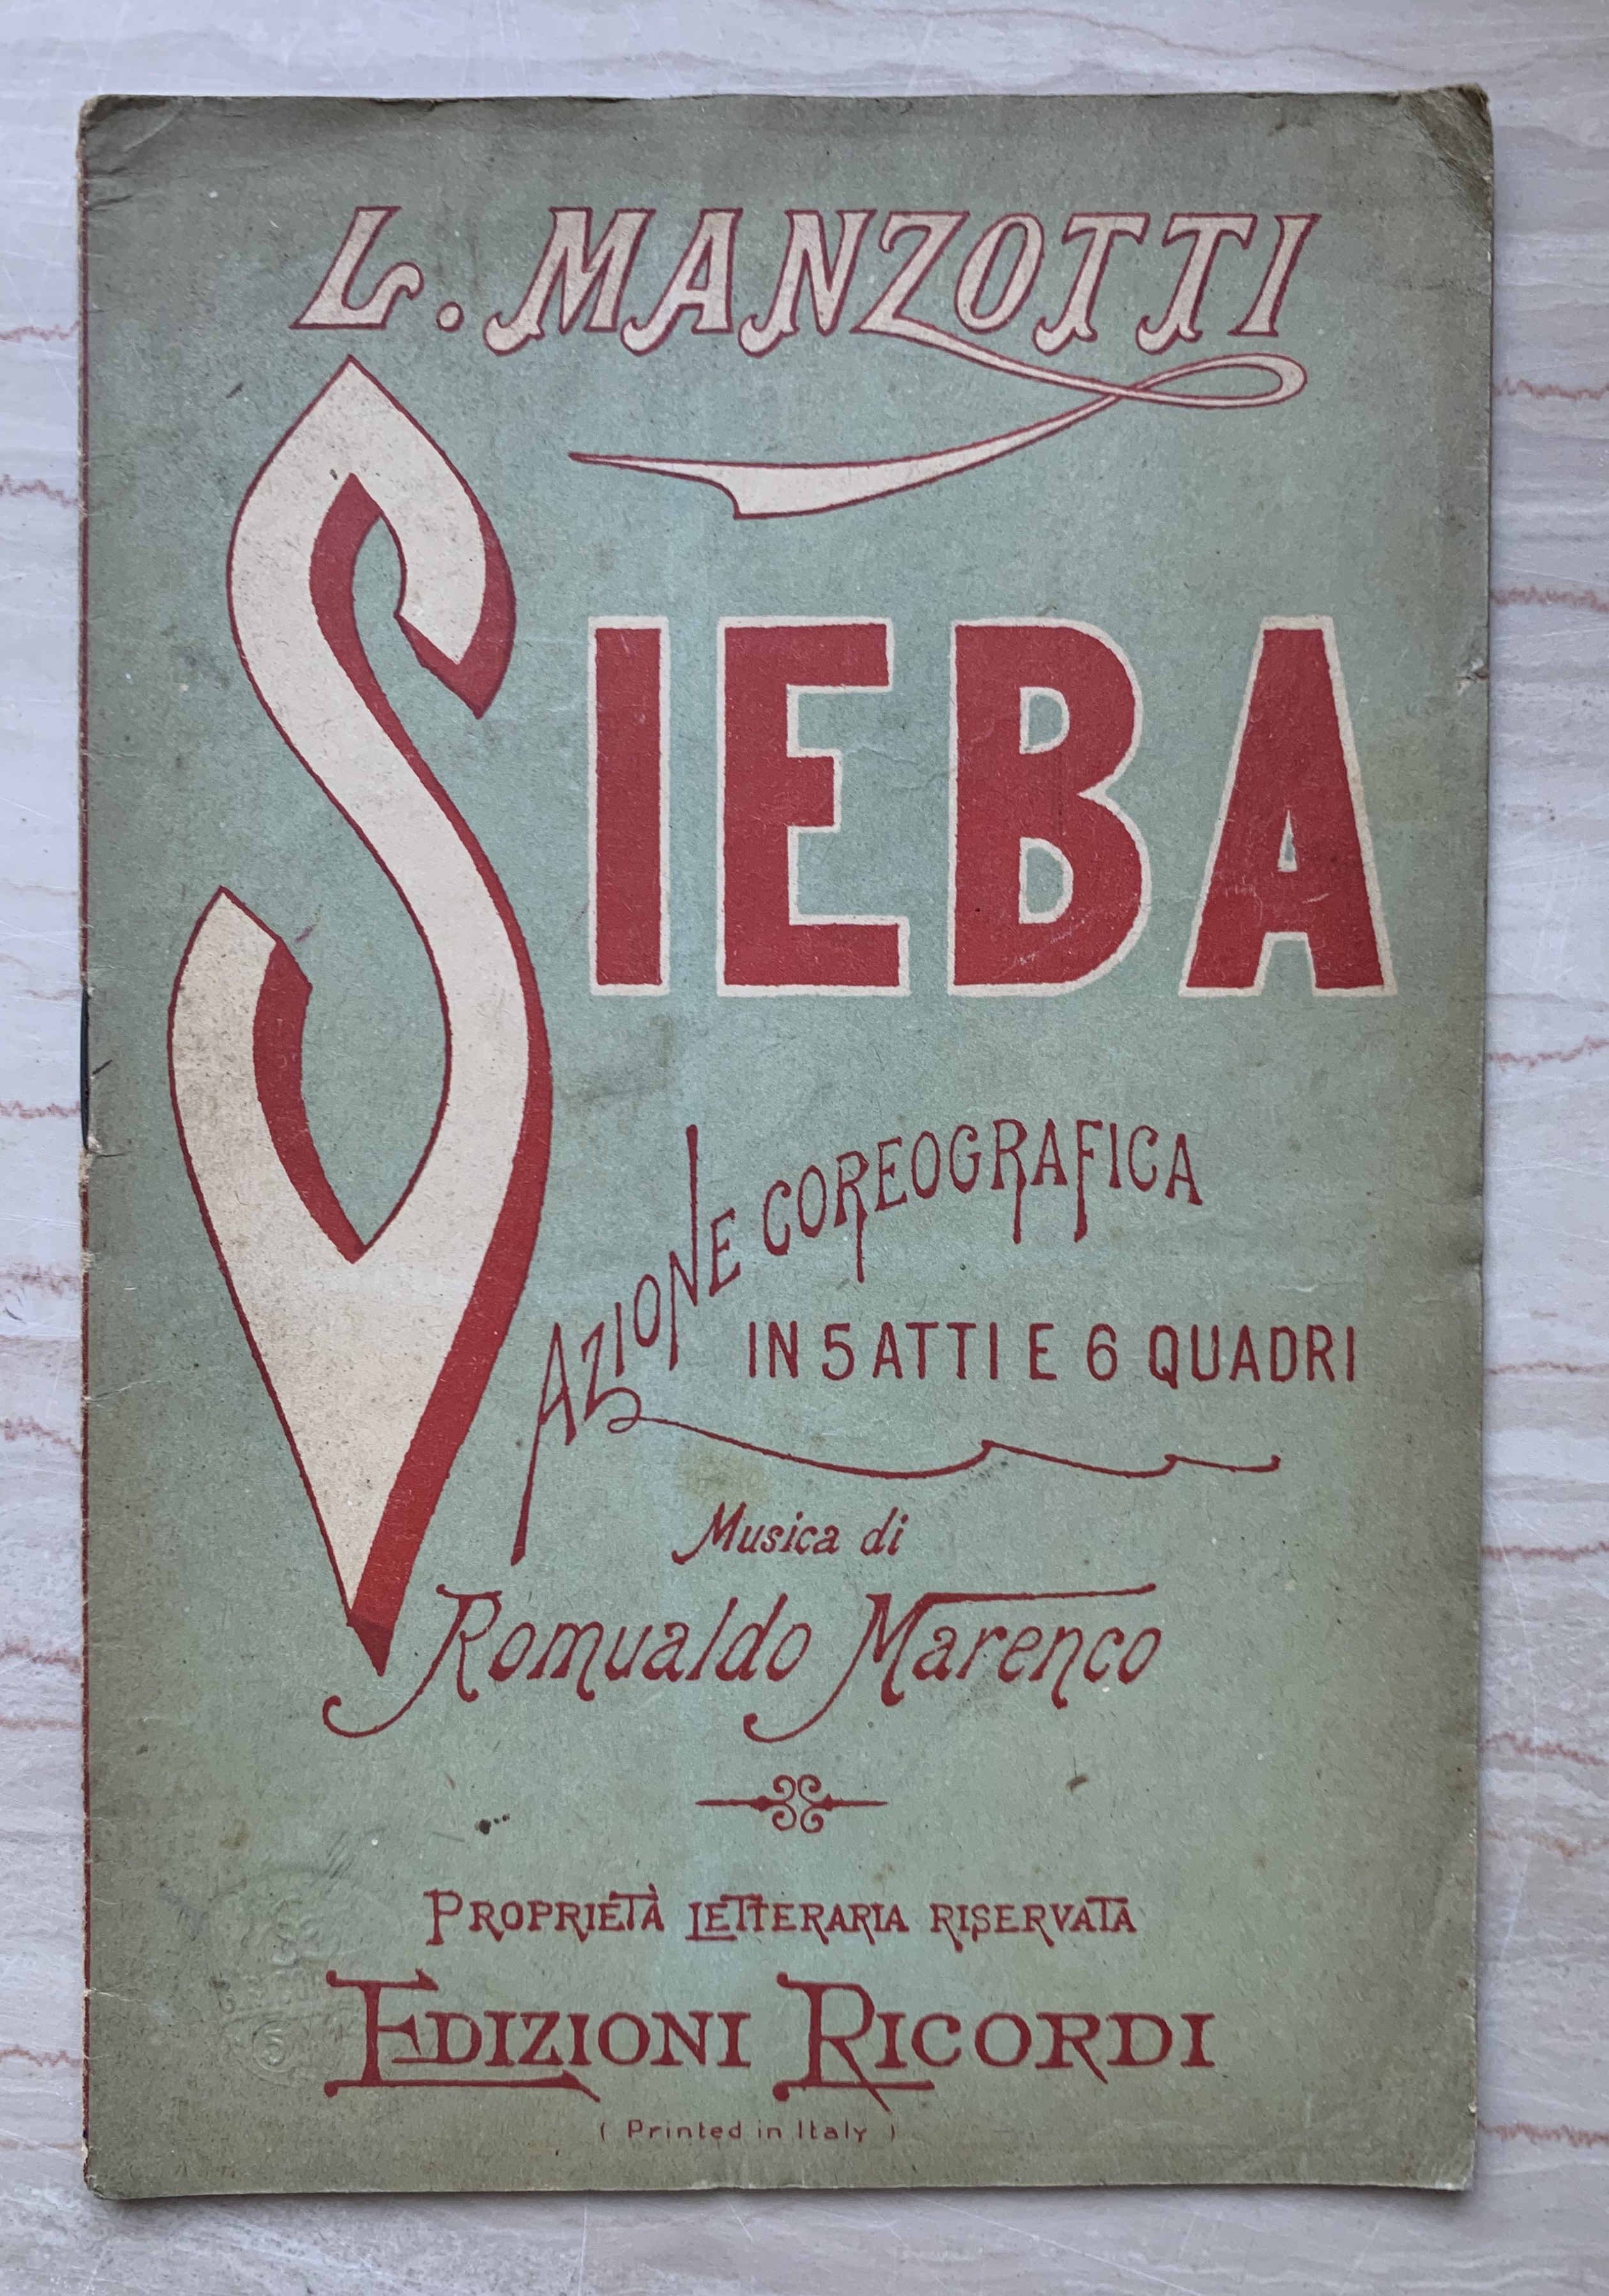 L. MANZOTTI
SIEBA
AZIONE COREOGRAFICA
IN 5 ATTI E 6 QUADRI
Musica di
Romualdo Marenco
PROPRIETÀ LETTERARIA RISERVATA
EDIZIONI RICORDI
( Printed in Italy )